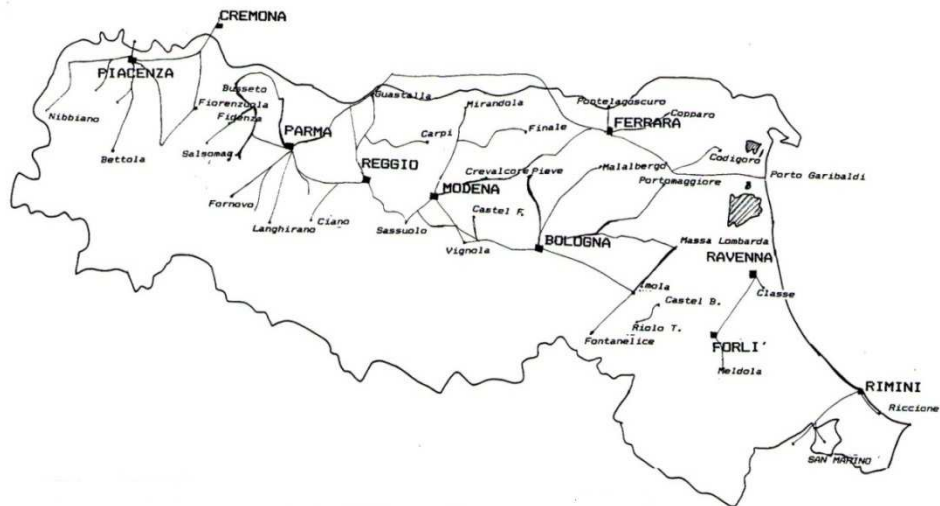 CREMONA
PIACENZA
Busseto
Guastalla
Mirandola
Pontelagoscuro
Copparo
Nibbiano
Fiorenzuola
Fidenza
PARMA
Carpi
Finale
FERRARA
Codigoro
Bettola
Salsomag.
REGGIO
Crevalcore
Pieve
Malalbergo
Portomaggiore
Porto Garibaldi
MODENA
B
Fornovo
Langhirano
Ciano
Sassuolo
Castel F.
Vignola
BOLOGNA
Massa Lombarda
RAVENNA
Imola
Castel B.
Classe
Riolo T.
Fontanelice
FORLI'
Meldola
RIMINI
Riccione
SAN MARINO